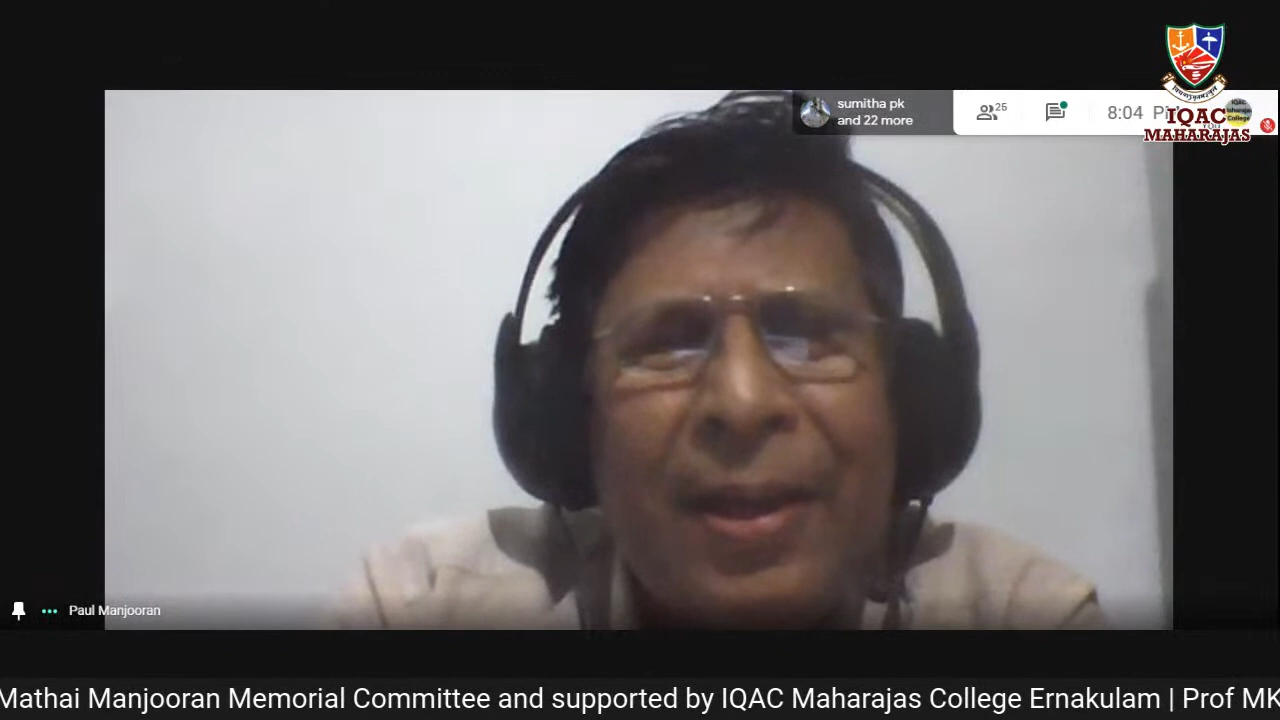 sumitha pk
and 22 more
25
8:04 P
IQAC
MAHARAJAS
Paul Manjooran
Mathai Manjooran Memorial Committee and supported by IQAC Maharajas College Ernakulam | Prof MK